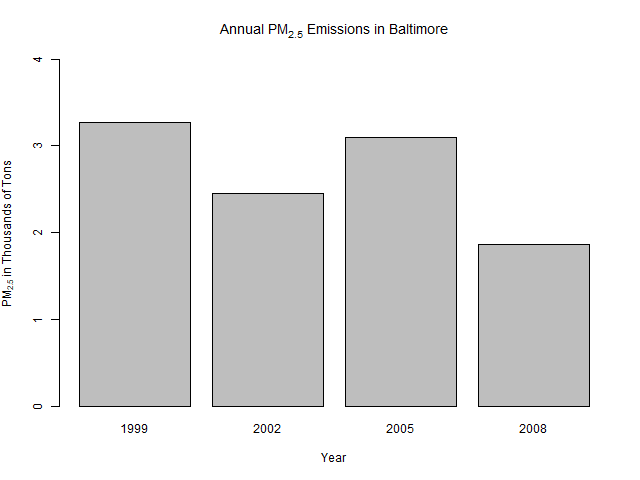 Annual PM2.5 Emissions in Baltimore
PM2.5 in Thousands of Tons
4
3
2
1
0
1999 2002 2005 2008
Year